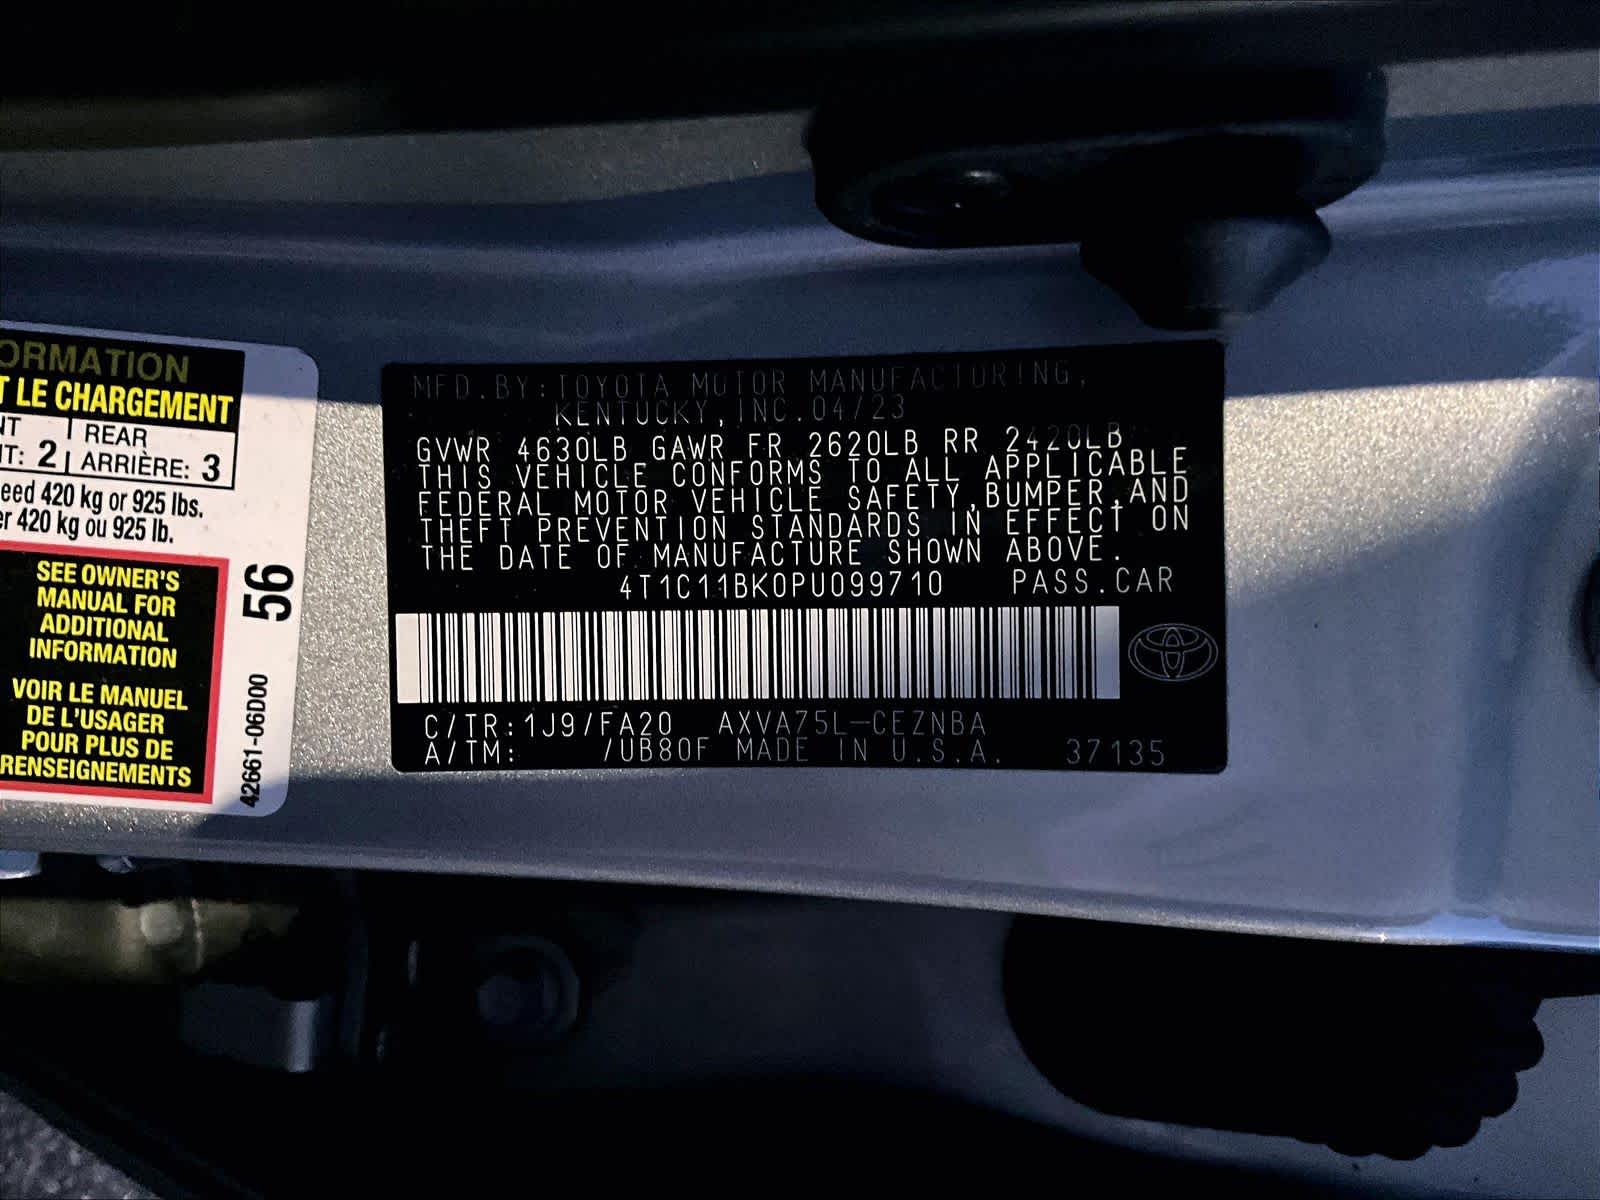 ORMATION
T LE CHARGEMENT
NT | REAR
T: 2 | ARRIÈRE: 3
eed 420 kg or 925 lbs.
er 420 kg ou 925 lb.
SEE OWNER'S
MANUAL FOR
ADDITIONAL
INFORMATION
VOIR LE MANUEL
DE L'USAGER
POUR PLUS DE
RENSEIGNEMENTS
56
42661-06D00
MFD.BY:TOYOTA MOTOR MANUFACTURING,
KENTUCKY,INC.04/23
GVWR 4630LB GAWR FR 2620LB RR 2420LB
THIS VEHICLE CONFORMS TO ALL APPLICABLE
FEDERAL MOTOR VEHICLE SAFETY,BUMPER,AND
THEFT PREVENTION STANDARDS IN EFFECT ON
THE DATE OF MANUFACTURE SHOWN ABOVE.
4T1C11BK0PU099710 PASS.CAR
C/TR:1J9/FA20 AXVA75L-CEZNBA
A/TM: /UB80F MADE IN U.S.A. 37135